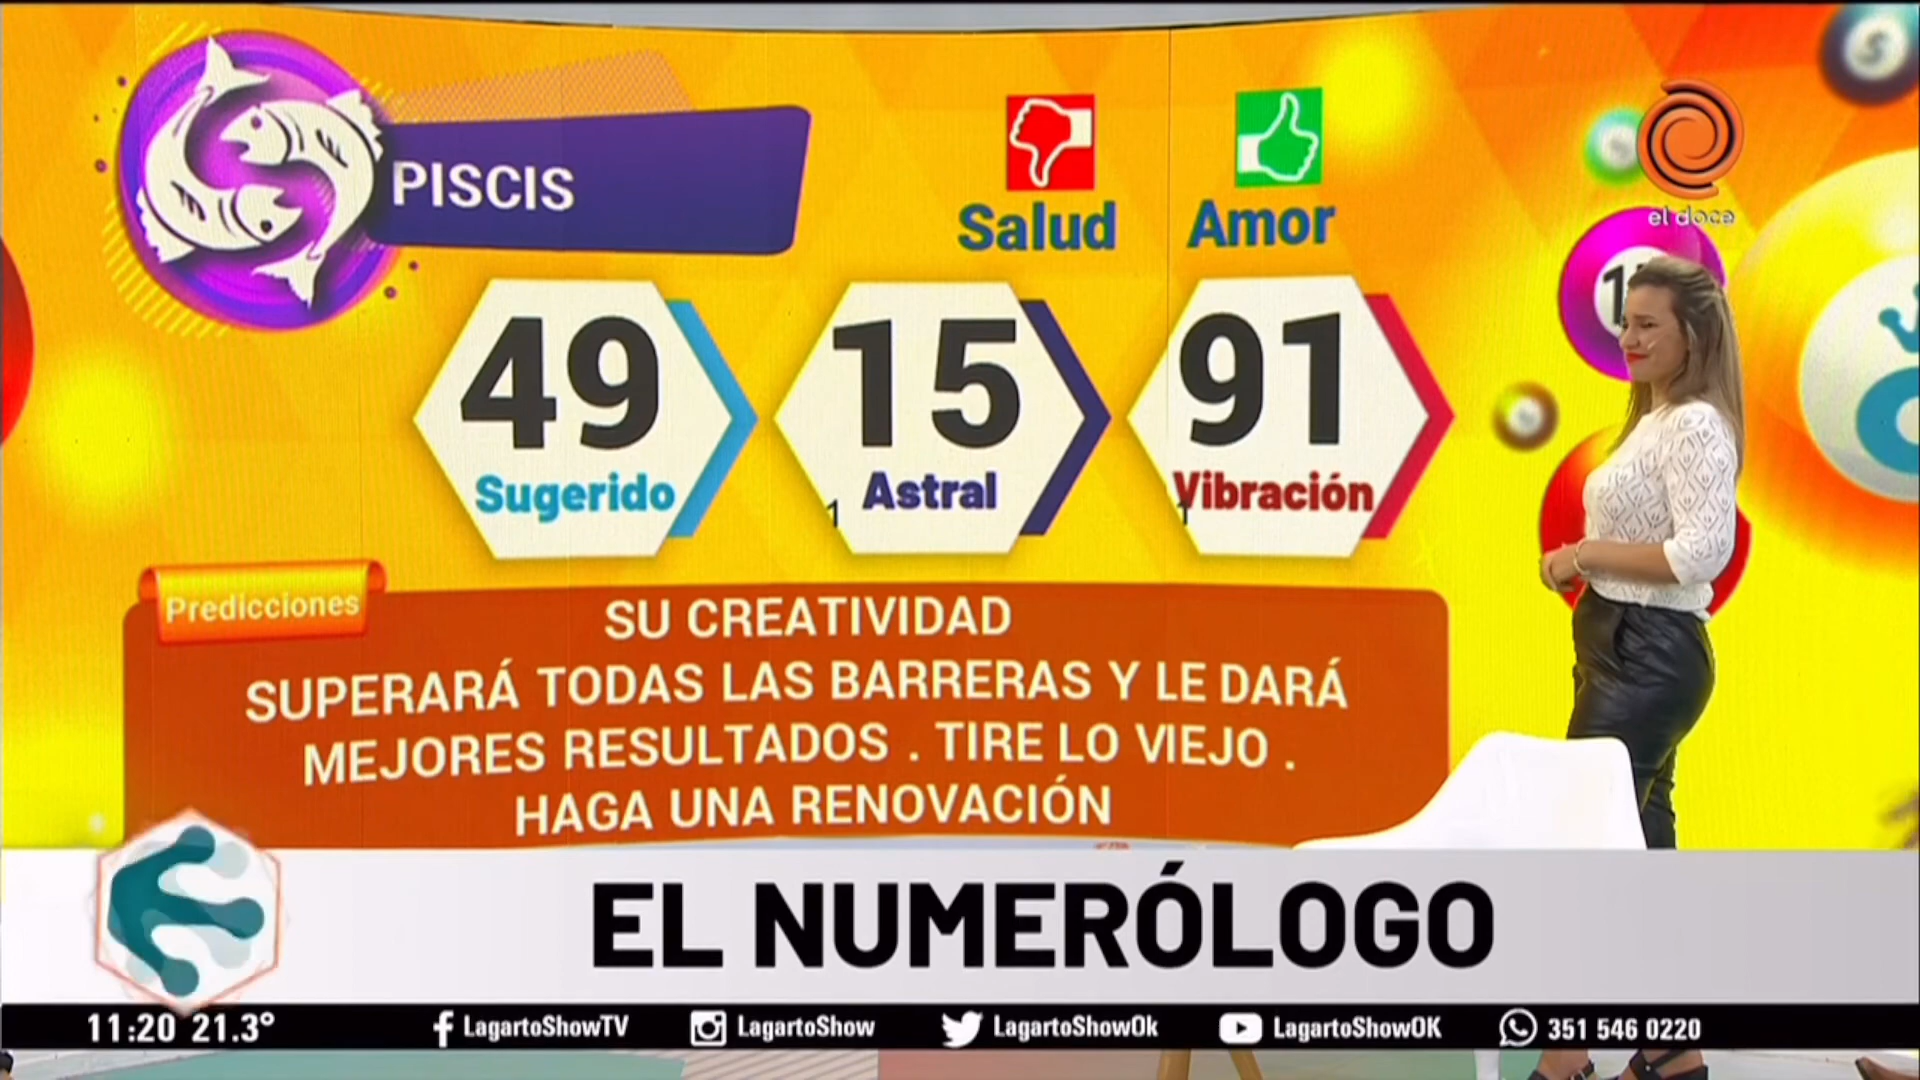 PISCIS
Salud
Amor
el doce
49
15
91
Sugerido
Astral
Vibración
1
1
Predicciones
SU CREATIVIDAD
SUPERARÁ TODAS LAS BARRERAS Y LE DARÁ
MEJORES RESULTADOS . TIRE LO VIEJO .
HAGA UNA RENOVACIÓN
EL NUMERÓLOGO
11:20 21.3° LagartoShowTV LagartoShow LagartoShowOk LagartoShowOK 351 546 0220